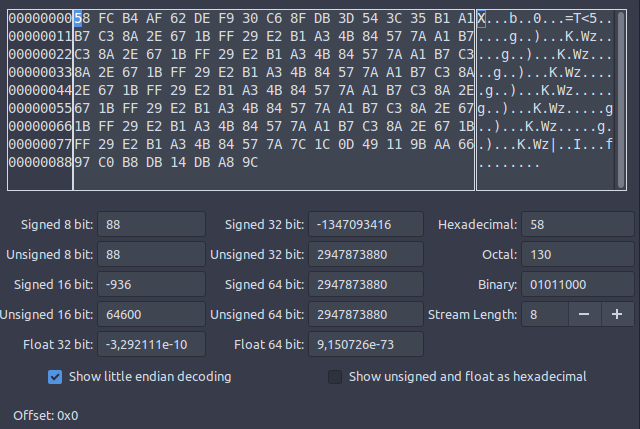 00000000 58 FC B4 AF 62 DE F9 30 C6 8F DB 3D 54 3C 35 B1 A1 X...b..0...=T<5..
00000011 B7 C3 8A 2E 67 1B FF 29 E2 B1 A3 4B 84 57 7A A1 B7 ....g..)...K.Wz..
00000022 C3 8A 2E 67 1B FF 29 E2 B1 A3 4B 84 57 7A A1 B7 C3 ...g..)...K.Wz...
00000033 8A 2E 67 1B FF 29 E2 B1 A3 4B 84 57 7A A1 B7 C3 8A ..g..)...K.Wz....
00000044 2E 67 1B FF 29 E2 B1 A3 4B 84 57 7A A1 B7 C3 8A 2E .g..)...K.Wz.....
00000055 67 1B FF 29 E2 B1 A3 4B 84 57 7A A1 B7 C3 8A 2E 67 g..)...K.Wz.....g
00000066 1B FF 29 E2 B1 A3 4B 84 57 7A A1 B7 C3 8A 2E 67 1B ..)...K.Wz.....g.
00000077 FF 29 E2 B1 A3 4B 84 57 7A 7C 1C 0D 49 11 9B AA 66 .)...K.Wz|..I...f
00000088 97 C0 B8 DB 14 DB A8 9C ........
Signed 8 bit: 88 Signed 32 bit: -1347093416 Hexadecimal: 58
Unsigned 8 bit: 88 Unsigned 32 bit: 2947873880 Octal: 130
Signed 16 bit: -936 Signed 64 bit: 2947873880 Binary: 01011000
Unsigned 16 bit: 64600 Unsigned 64 bit: 2947873880 Stream Length: 8 − +
Float 32 bit: -3,292111e-10 Float 64 bit: 9,150726e-73
Show little endian decoding Show unsigned and float as hexadecimal
Offset: 0x0